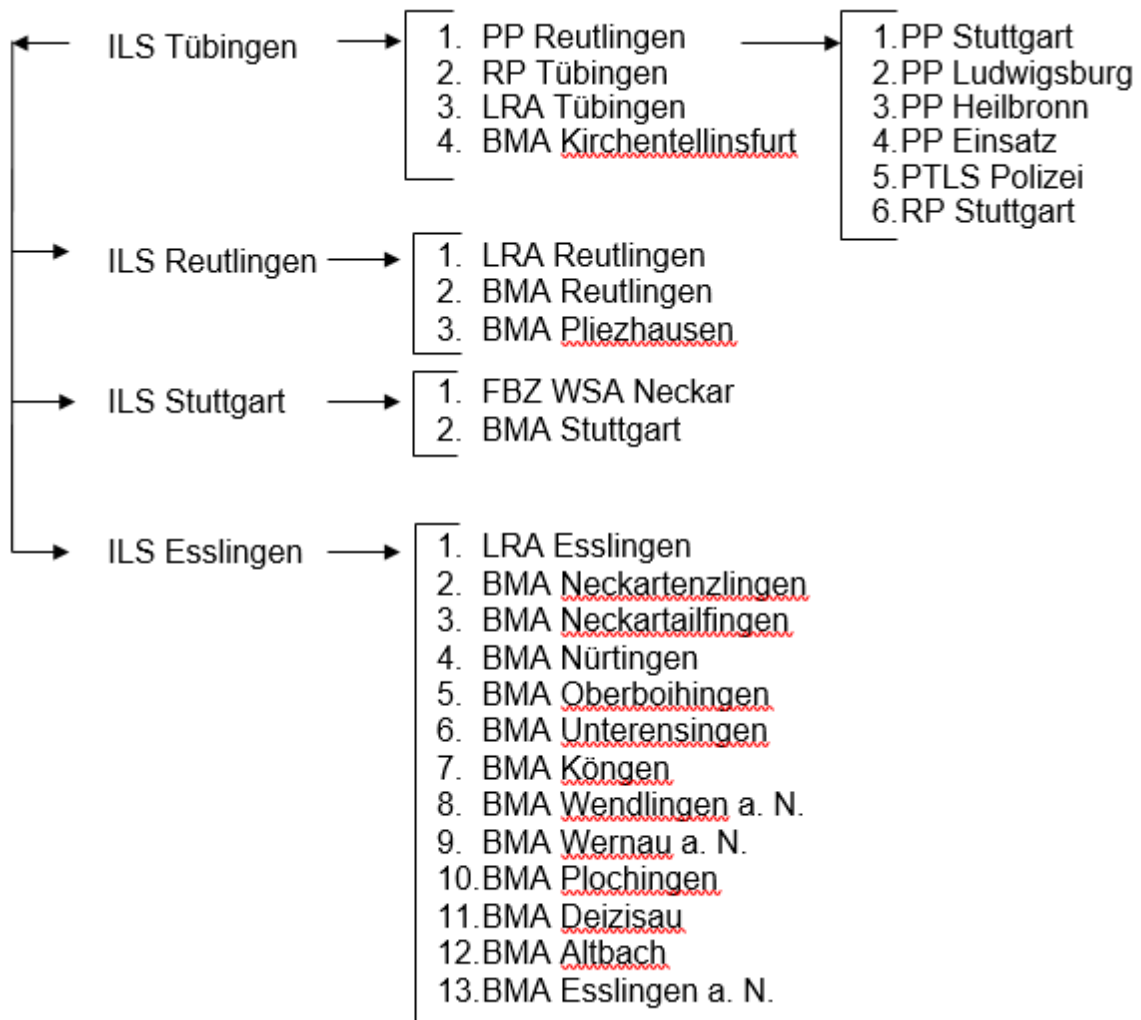 ILS Tübingen
1. PP Reutlingen
2. RP Tübingen
3. LRA Tübingen
4. BMA Kirchentellinsfurt
1.PP Stuttgart
2.PP Ludwigsburg
3.PP Heilbronn
4.PP Einsatz
5.PTLS Polizei
6.RP Stuttgart
ILS Reutlingen
1. LRA Reutlingen
2. BMA Reutlingen
3. BMA Pliezhausen
ILS Stuttgart
1. FBZ WSA Neckar
2. BMA Stuttgart
ILS Esslingen
1. LRA Esslingen
2. BMA Neckartenzlingen
3. BMA Neckartailfingen
4. BMA Nürtingen
5. BMA Oberboihingen
6. BMA Unterensingen
7. BMA Köngen
8. BMA Wendlingen a. N.
9. BMA Wernau a. N.
10.BMA Plochingen
11.BMA Deizisau
12.BMA Altbach
13.BMA Esslingen a. N.